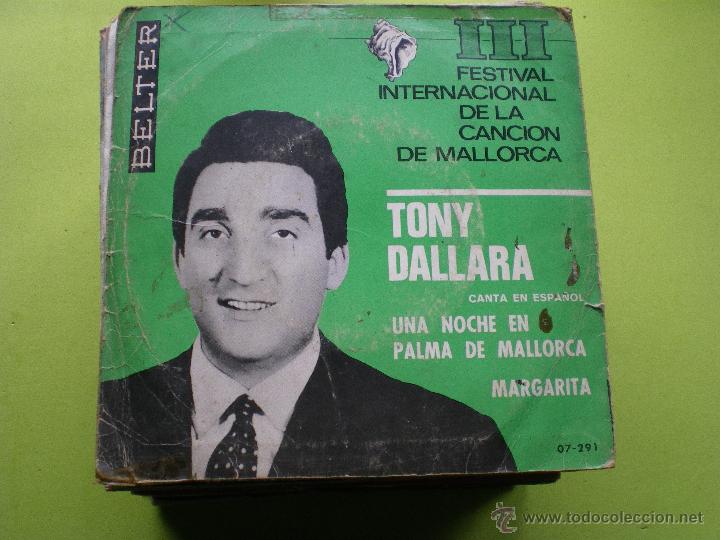 BELTER
III
FESTIVAL
INTERNACIONAL
DE LA
CANCION
DE MALLORCA
TONY
DALLARA
CANTA EN ESPAÑOL
UNA NOCHE EN
PALMA DE MALLORCA
MARGARITA
07-291
© www.todocoleccion.net